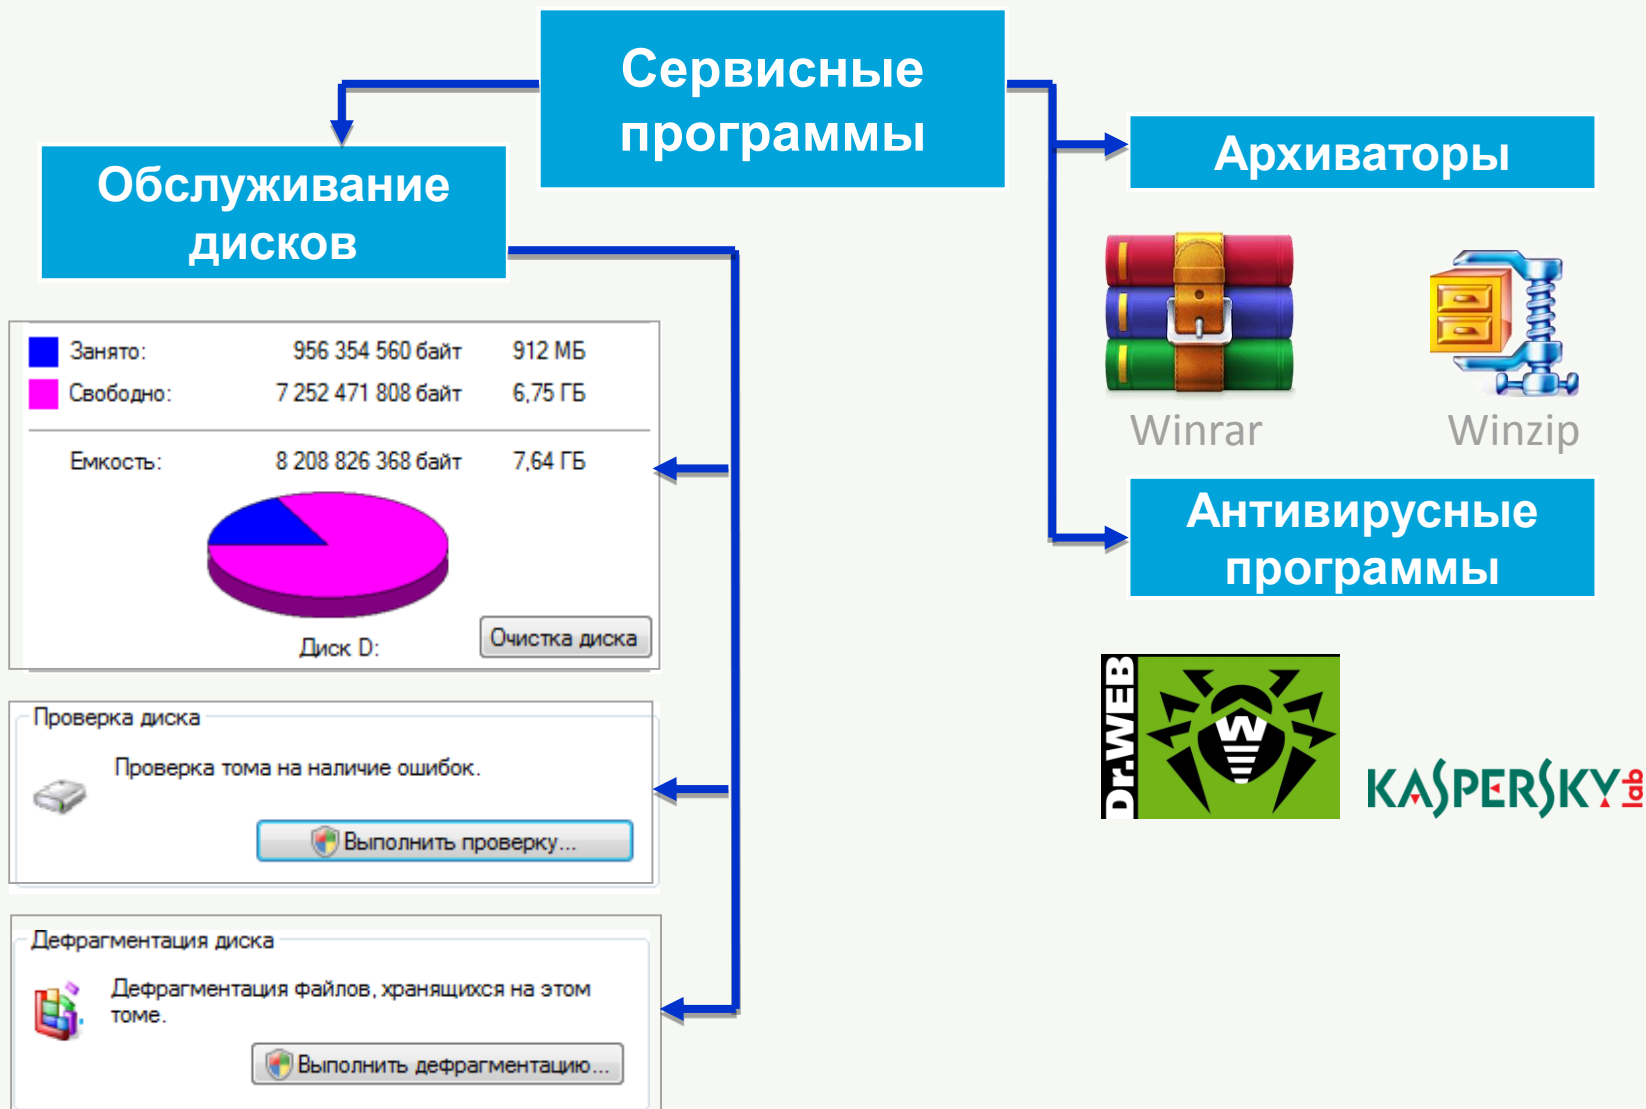 Сервисные
программы
Обслуживание
дисков
Занято: 956 354 560 байт 912 МБ
Свободно: 7 252 471 808 байт 6,75 ГБ
Емкость: 8 208 826 368 байт 7,64 ГБ
Диск D:
Очистка диска
Проверка диска
Проверка тома на наличие ошибок.
Выполнить проверку...
Дефрагментация диска
Дефрагментация файлов, хранящихся на этом
томе.
Выполнить дефрагментацию...
Архиваторы
Winrar
Winzip
Антивирусные
программы
Dr.WEB
W
KASPERSKY lab